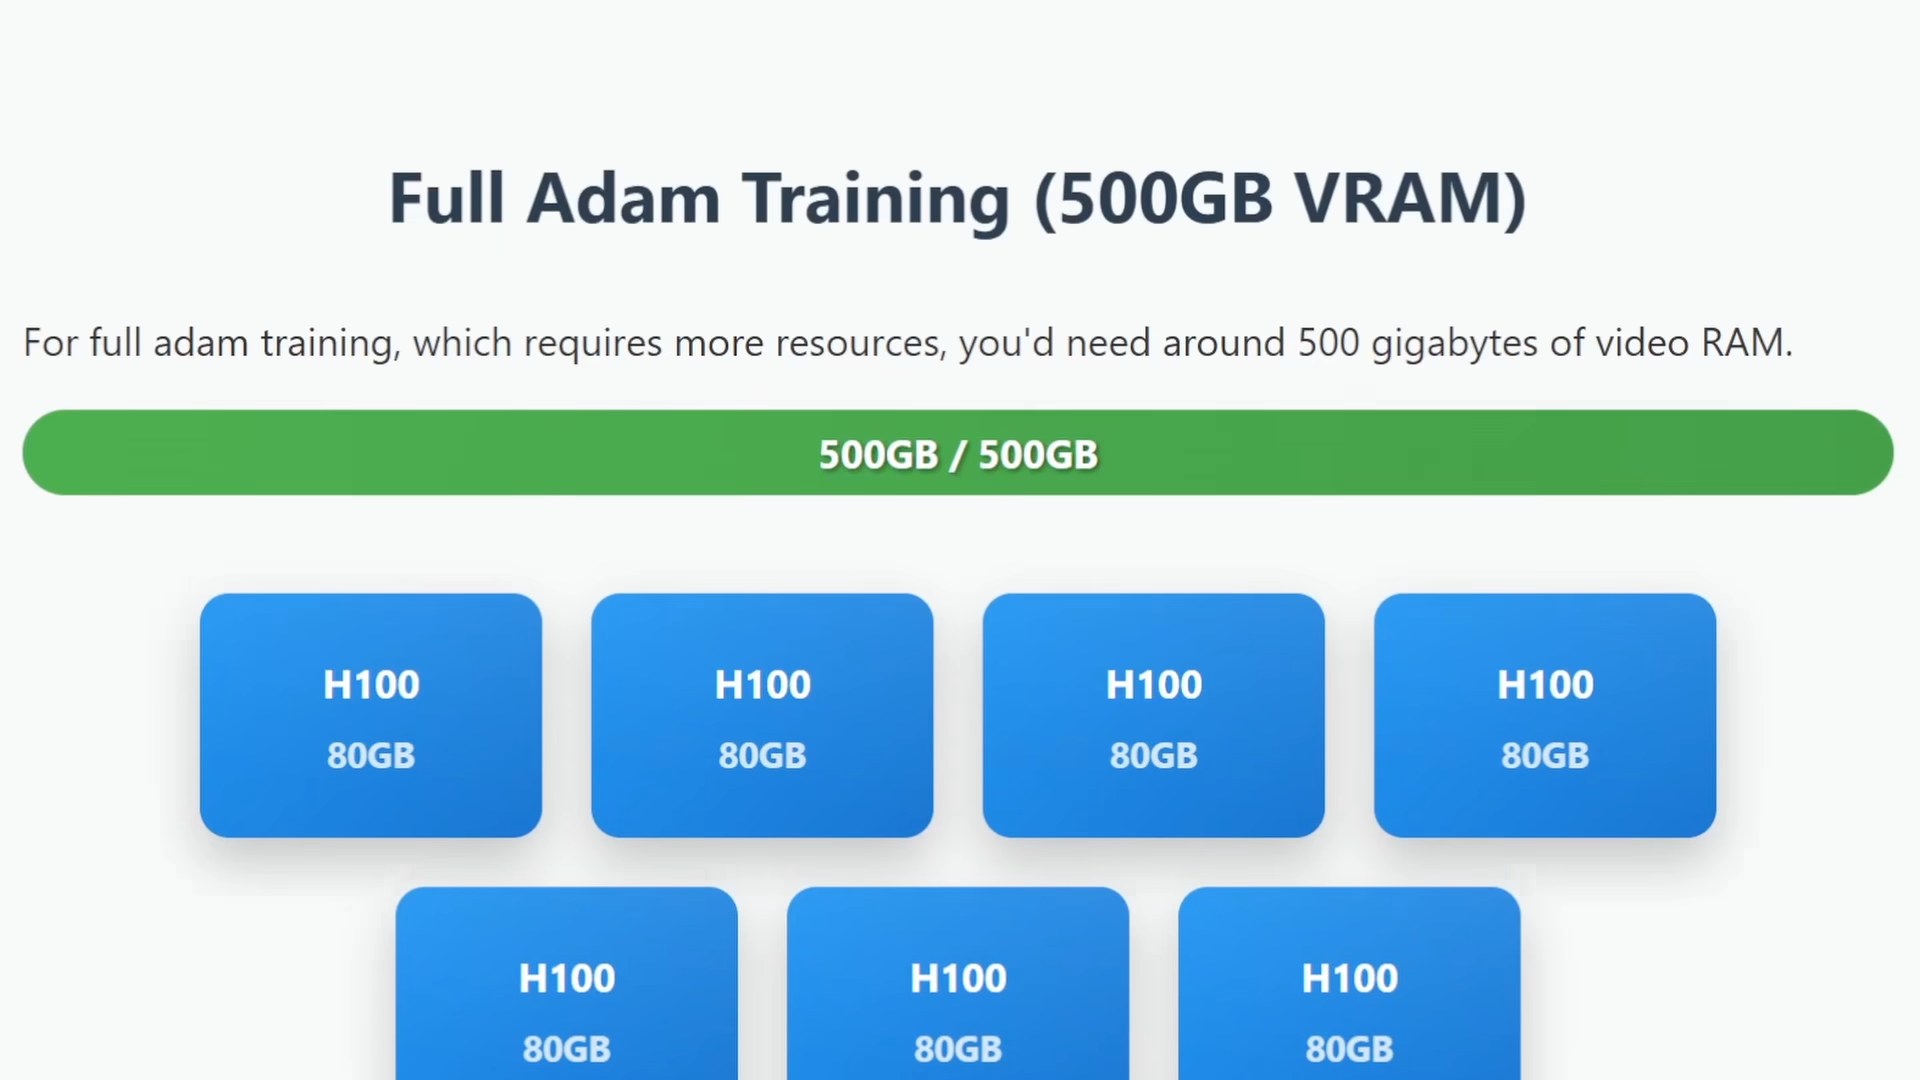 Full Adam Training (500GB VRAM)
For full adam training, which requires more resources, you'd need around 500 gigabytes of video RAM.
500GB / 500GB
H100 H100 H100 H100
80GB 80GB 80GB 80GB
H100 H100 H100
80GB 80GB 80GB